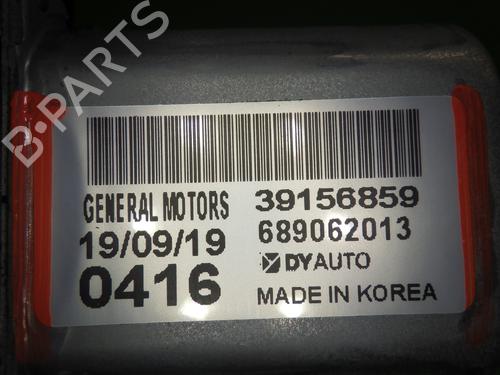 B-PARTS
GENERAL MOTORS 39156859
19/09/19 689062013
0416 DYAUTO
MADE IN KOREA